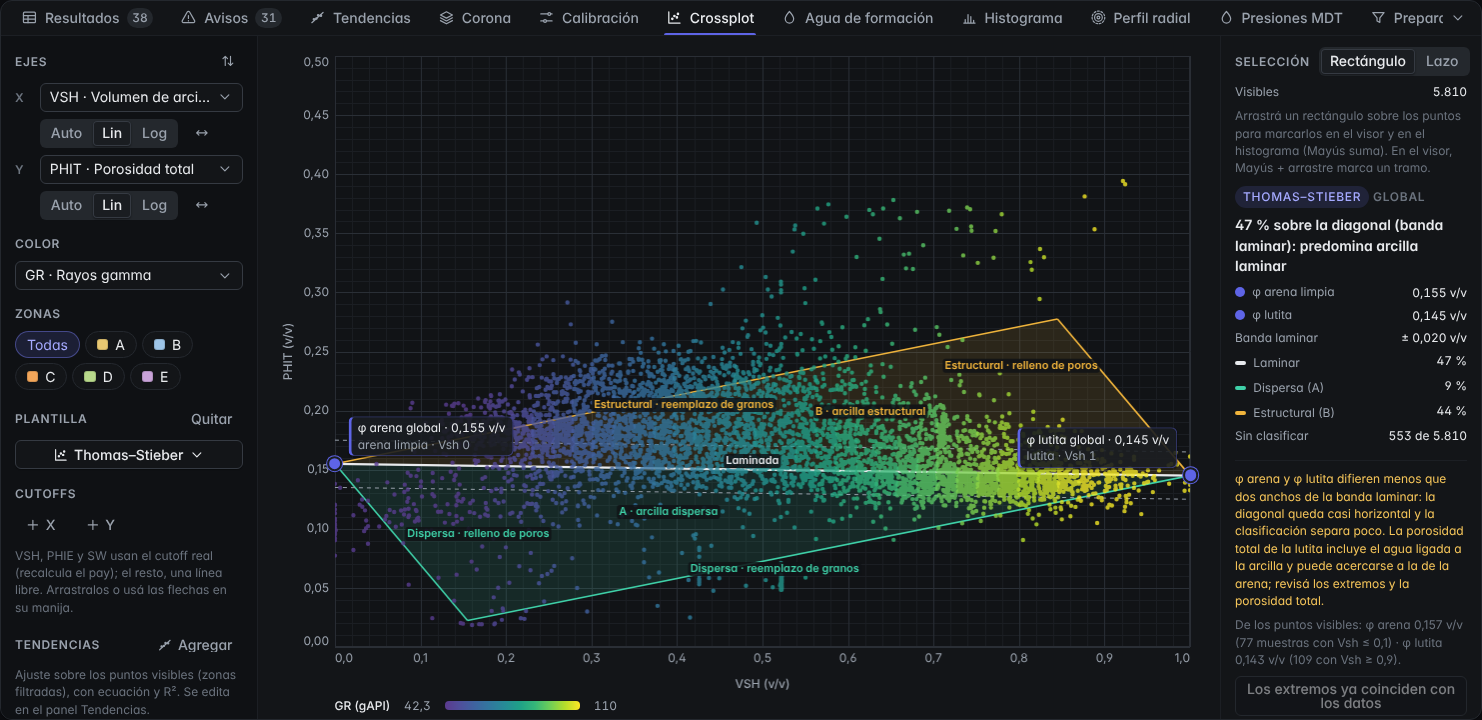 Resultados 38
Avisos 31
Tendencias
Corona
Calibración
Crossplot
Agua de formación
Histograma
Perfil radial
Presiones MDT
EJES
X
VSH · Volumen de arci...
Auto Lin Log
Y
PHIT · Porosidad total
Auto Lin Log
COLOR
GR · Rayos gamma
ZONAS
Todas A B
C D E
PLANTILLA Quitar
Thomas–Stieber
CUTOFFS
+ X + Y
VSH, PHIE y SW usan el cutoff real
(recalcula el pay); el resto, una línea
libre. Arrastralos o usá las flechas en
su manija.
TENDENCIAS Agregar
Ajuste sobre los puntos visibles (zonas
filtradas), con ecuación y R². Se edita
en el panel Tendencias.
PHIT (v/v)
0,50
0,45
0,40
0,35
0,30
0,25
0,20
0,15
0,10
0,05
0,00
Estructural · relleno de poros
Estructural · reemplazo de granos
B · arcilla estructural
φ arena global · 0,155 v/v
arena limpia · Vsh 0
φ lutita global · 0,145 v/v
lutita · Vsh 1
Laminada
A · arcilla dispersa
Dispersa · relleno de poros
Dispersa · reemplazo de granos
0,0 0,1 0,2 0,3 0,4 0,5 0,6 0,7 0,8 0,9 1,0
VSH (v/v)
GR (gAPI) 42,3 110
SELECCIÓN Rectángulo Lazo
Visibles 5.810
Arrastrá un rectángulo sobre los puntos
para marcarlos en el visor y en el
histograma (Mayús suma). En el visor,
Mayús + arrastre marca un tramo.
THOMAS–STIEBER GLOBAL
47 % sobre la diagonal (banda
laminar): predomina arcilla
laminar
φ arena limpia 0,155 v/v
φ lutita 0,145 v/v
Banda laminar ± 0,020 v/v
Laminar 47 %
Dispersa (A) 9 %
Estructural (B) 44 %
Sin clasificar 553 de 5.810
φ arena y φ lutita difieren menos que
dos anchos de la banda laminar: la
diagonal queda casi horizontal y la
clasificación separa poco. La porosidad
total de la lutita incluye el agua ligada a
la arcilla y puede acercarse a la de la
arena; revisá los extremos y la
porosidad total.
De los puntos visibles: φ arena 0,157 v/v
(77 muestras con Vsh ≤ 0,1) · φ lutita
0,143 v/v (109 con Vsh ≥ 0,9).
Los extremos ya coinciden con
los datos